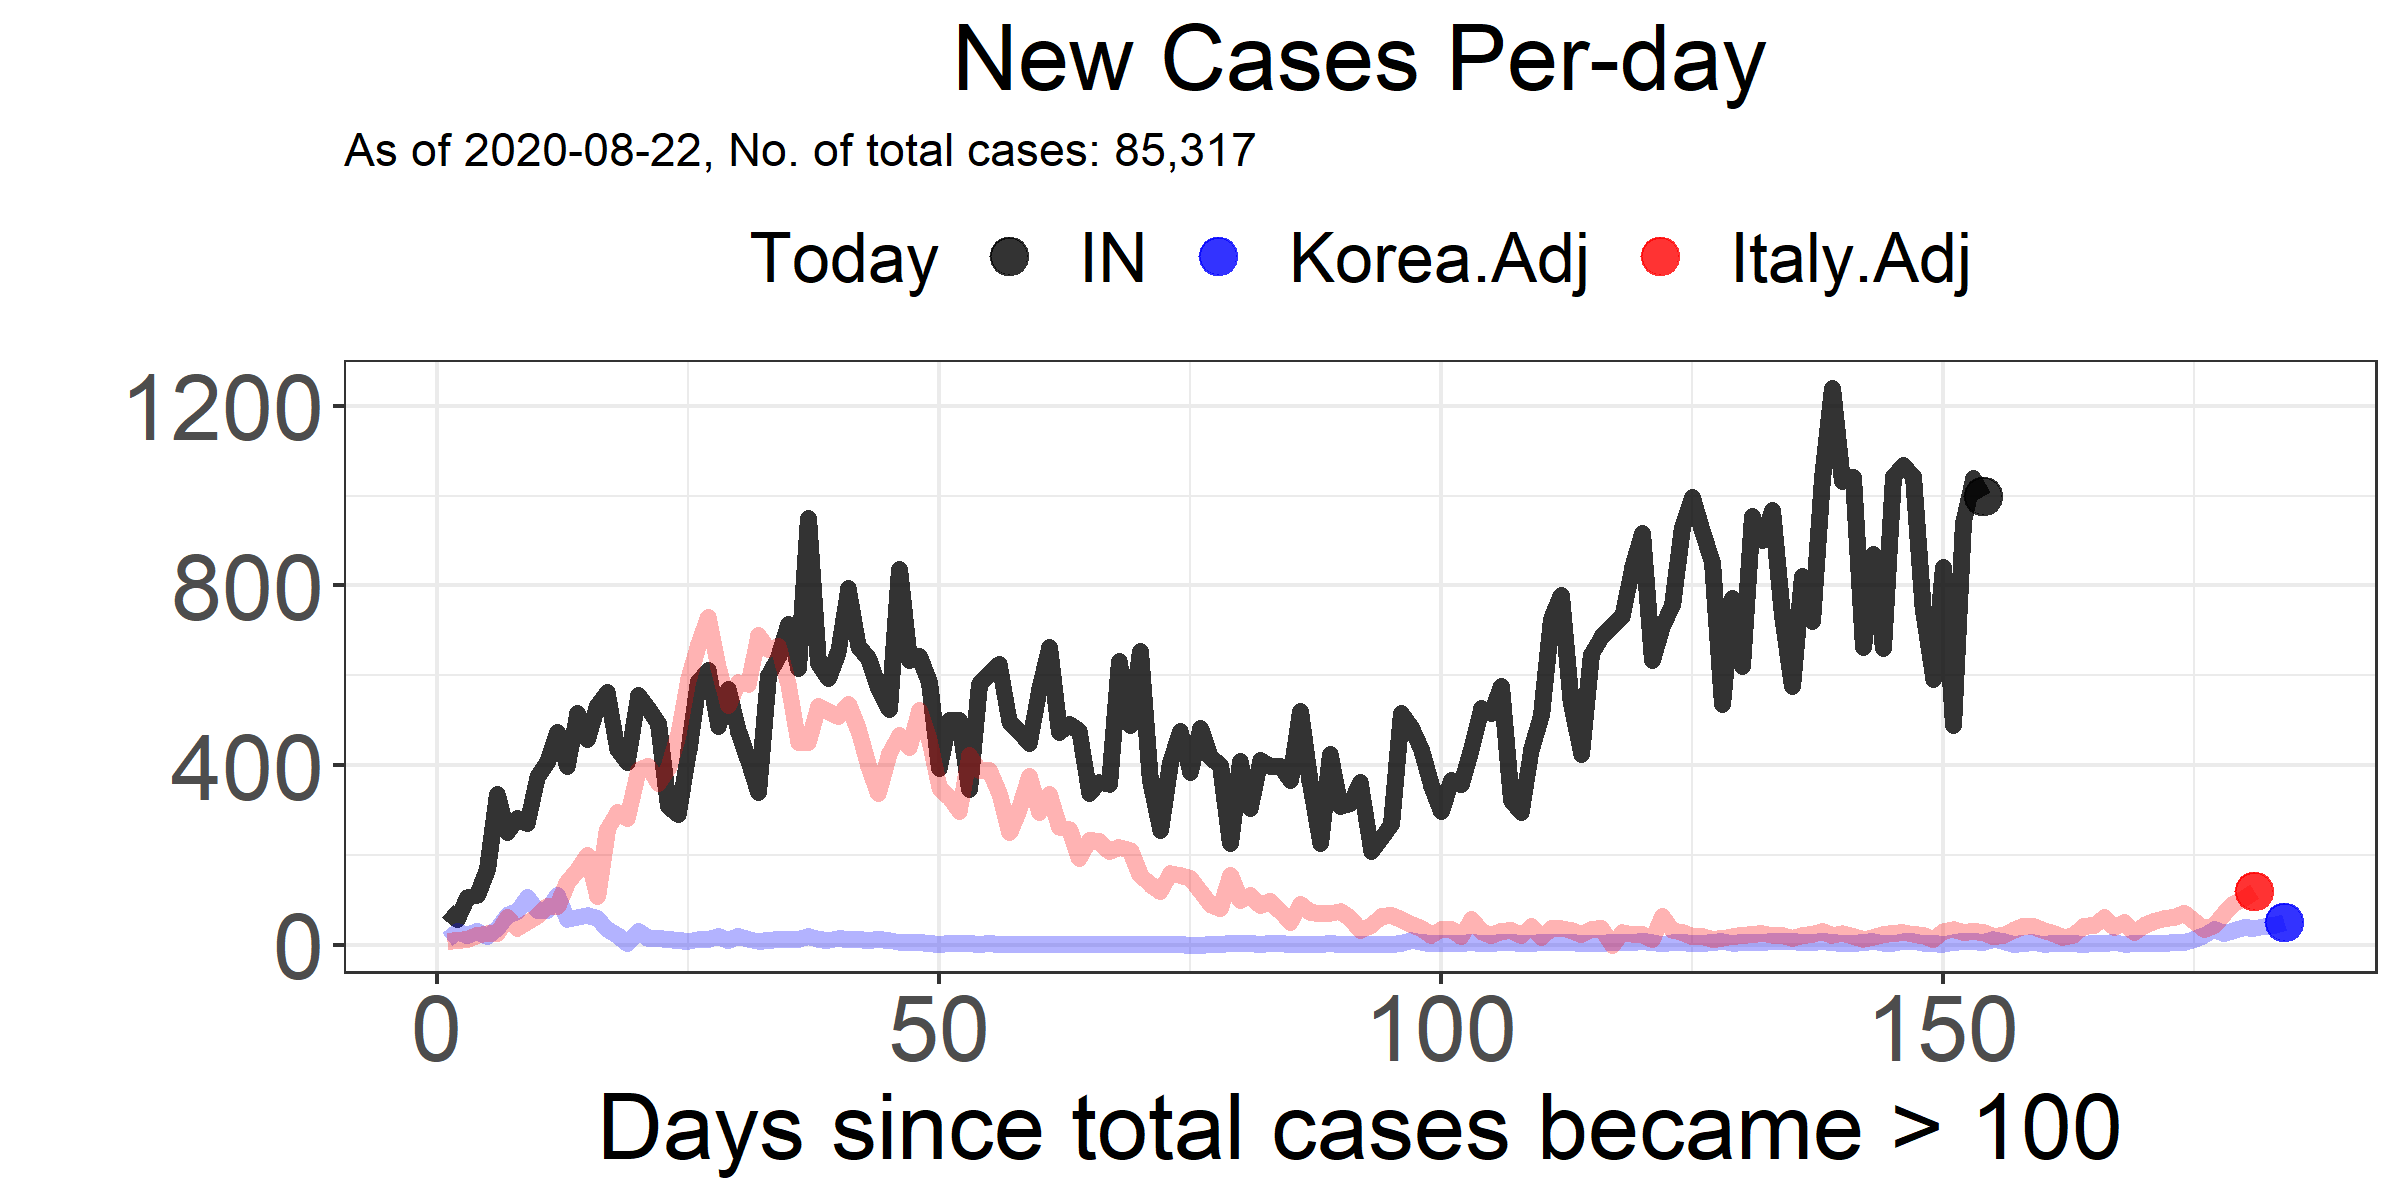 New Cases Per-day
As of 2020-08-22, No. of total cases: 85,317
Today IN Korea.Adj Italy.Adj
1200
800
400
0
0 50 100 150
Days since total cases became > 100